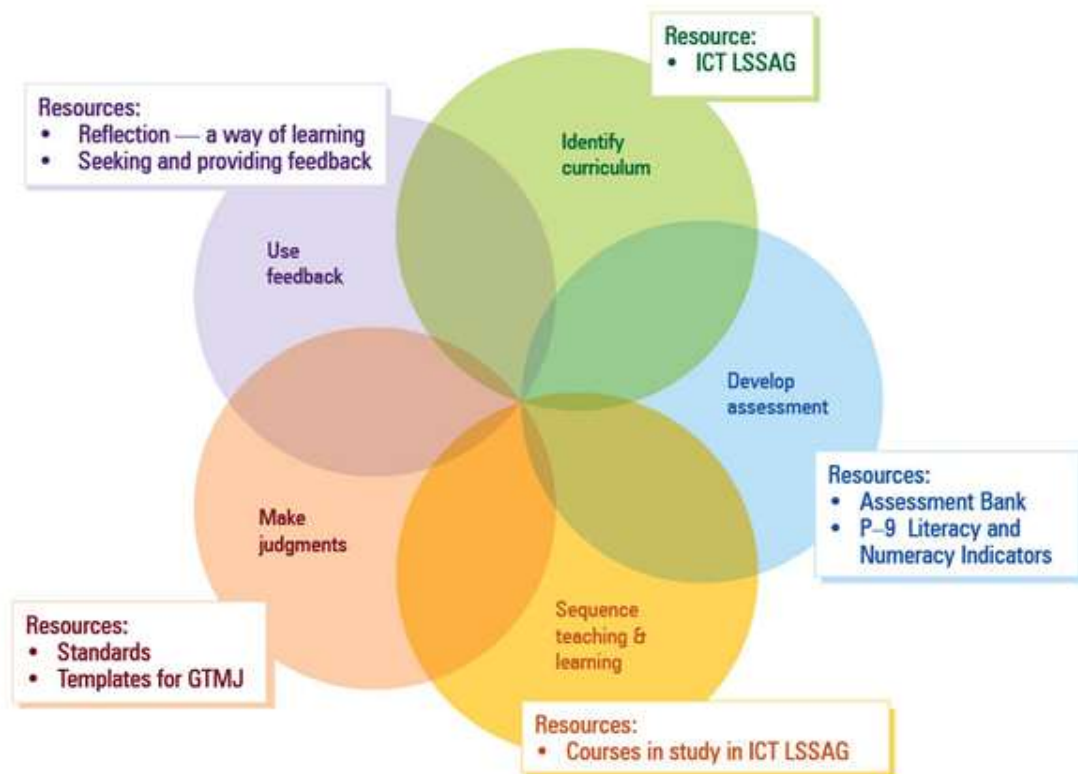 Resource:
• ICT LSSAG
Identify
curriculum
Resources:
• Reflection — a way of learning
• Seeking and providing feedback
Use
feedback
Develop
assessment
Resources:
• Assessment Bank
• P–9 Literacy and
Numeracy Indicators
Make
judgments
Resources:
• Standards
• Templates for GTMJ
Sequence
teaching &
learning
Resources:
• Courses in study in ICT LSSAG